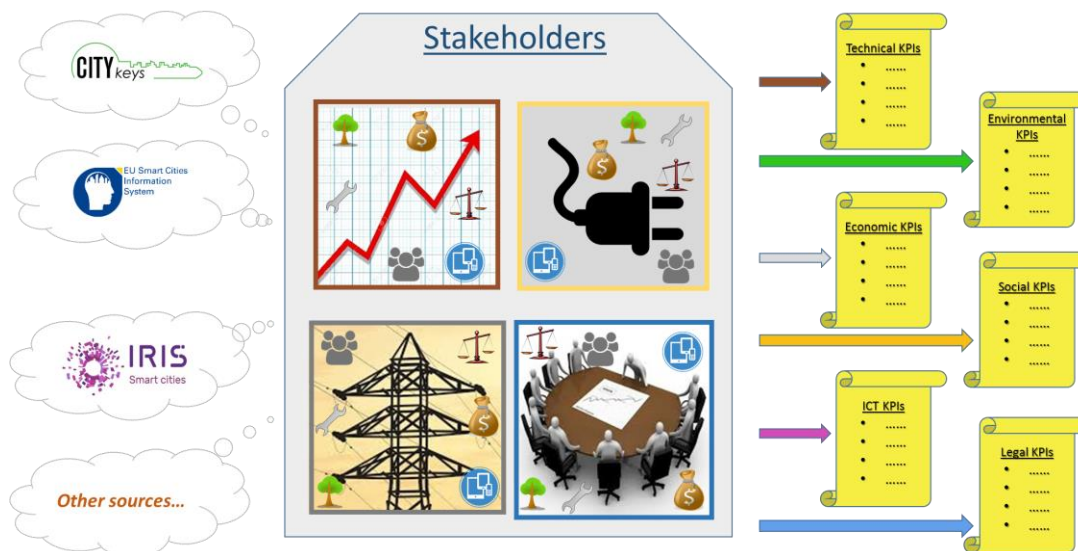 CITY keys
EU Smart Cities
Information
System
IRIS
Smart cities
Other sources...
Stakeholders
$
$
$
$
Technical KPIs
• ......
• ......
• ......
• ......
Environmental
KPIs
• ......
• ......
• ......
• ......
Economic KPIs
• ......
• ......
• ......
• ......
Social KPIs
• ......
• ......
• ......
• ......
ICT KPIs
• ......
• ......
• ......
• ......
Legal KPIs
• ......
• ......
• ......
• ......